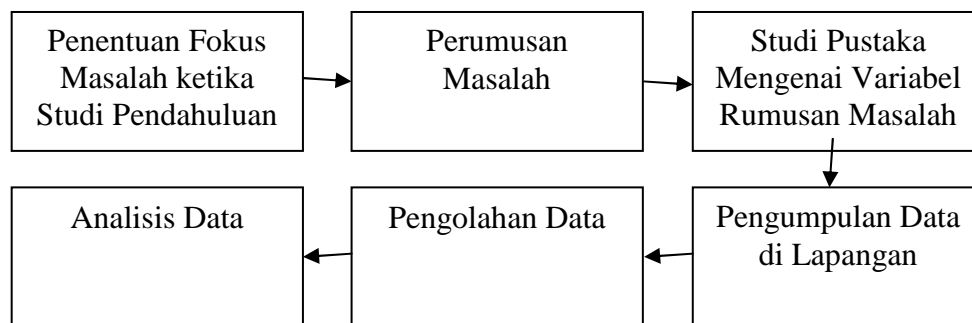 Penentuan Fokus
Masalah ketika
Studi Pendahuluan
Perumusan
Masalah
Studi Pustaka
Mengenai Variabel
Rumusan Masalah
Pengumpulan Data
di Lapangan
Pengolahan Data
Analisis Data